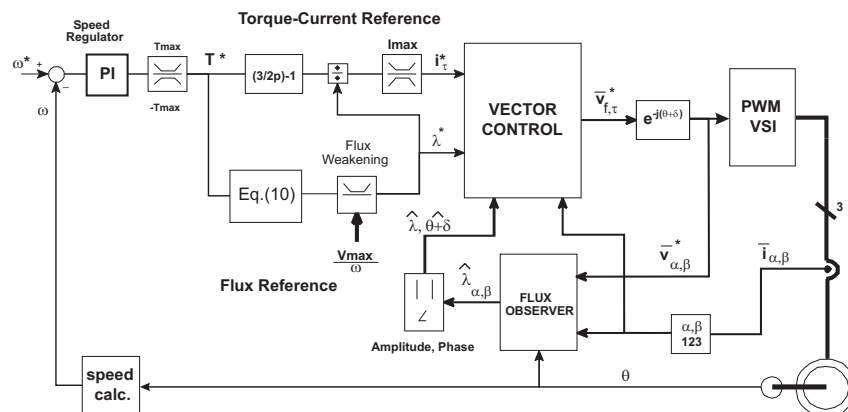 Torque-Current Reference
Speed
Regulator
Tmax
-Tmax
Imax
ω*
+
−
ω
PI
T*
(3/2p)-1
÷
i*τ
VECTOR
CONTROL
v̅*f,τ
e-j(θ+δ)
PWM
VSI
λ*
Flux
Weakening
Eq.(10)
Vmax
ω
Flux Reference
λ̂, θ̂+δ
3
v̅*α,β
i̅α,β
λ̂α,β
FLUX
OBSERVER
α,β
123
∠
Amplitude, Phase
speed
calc.
θ